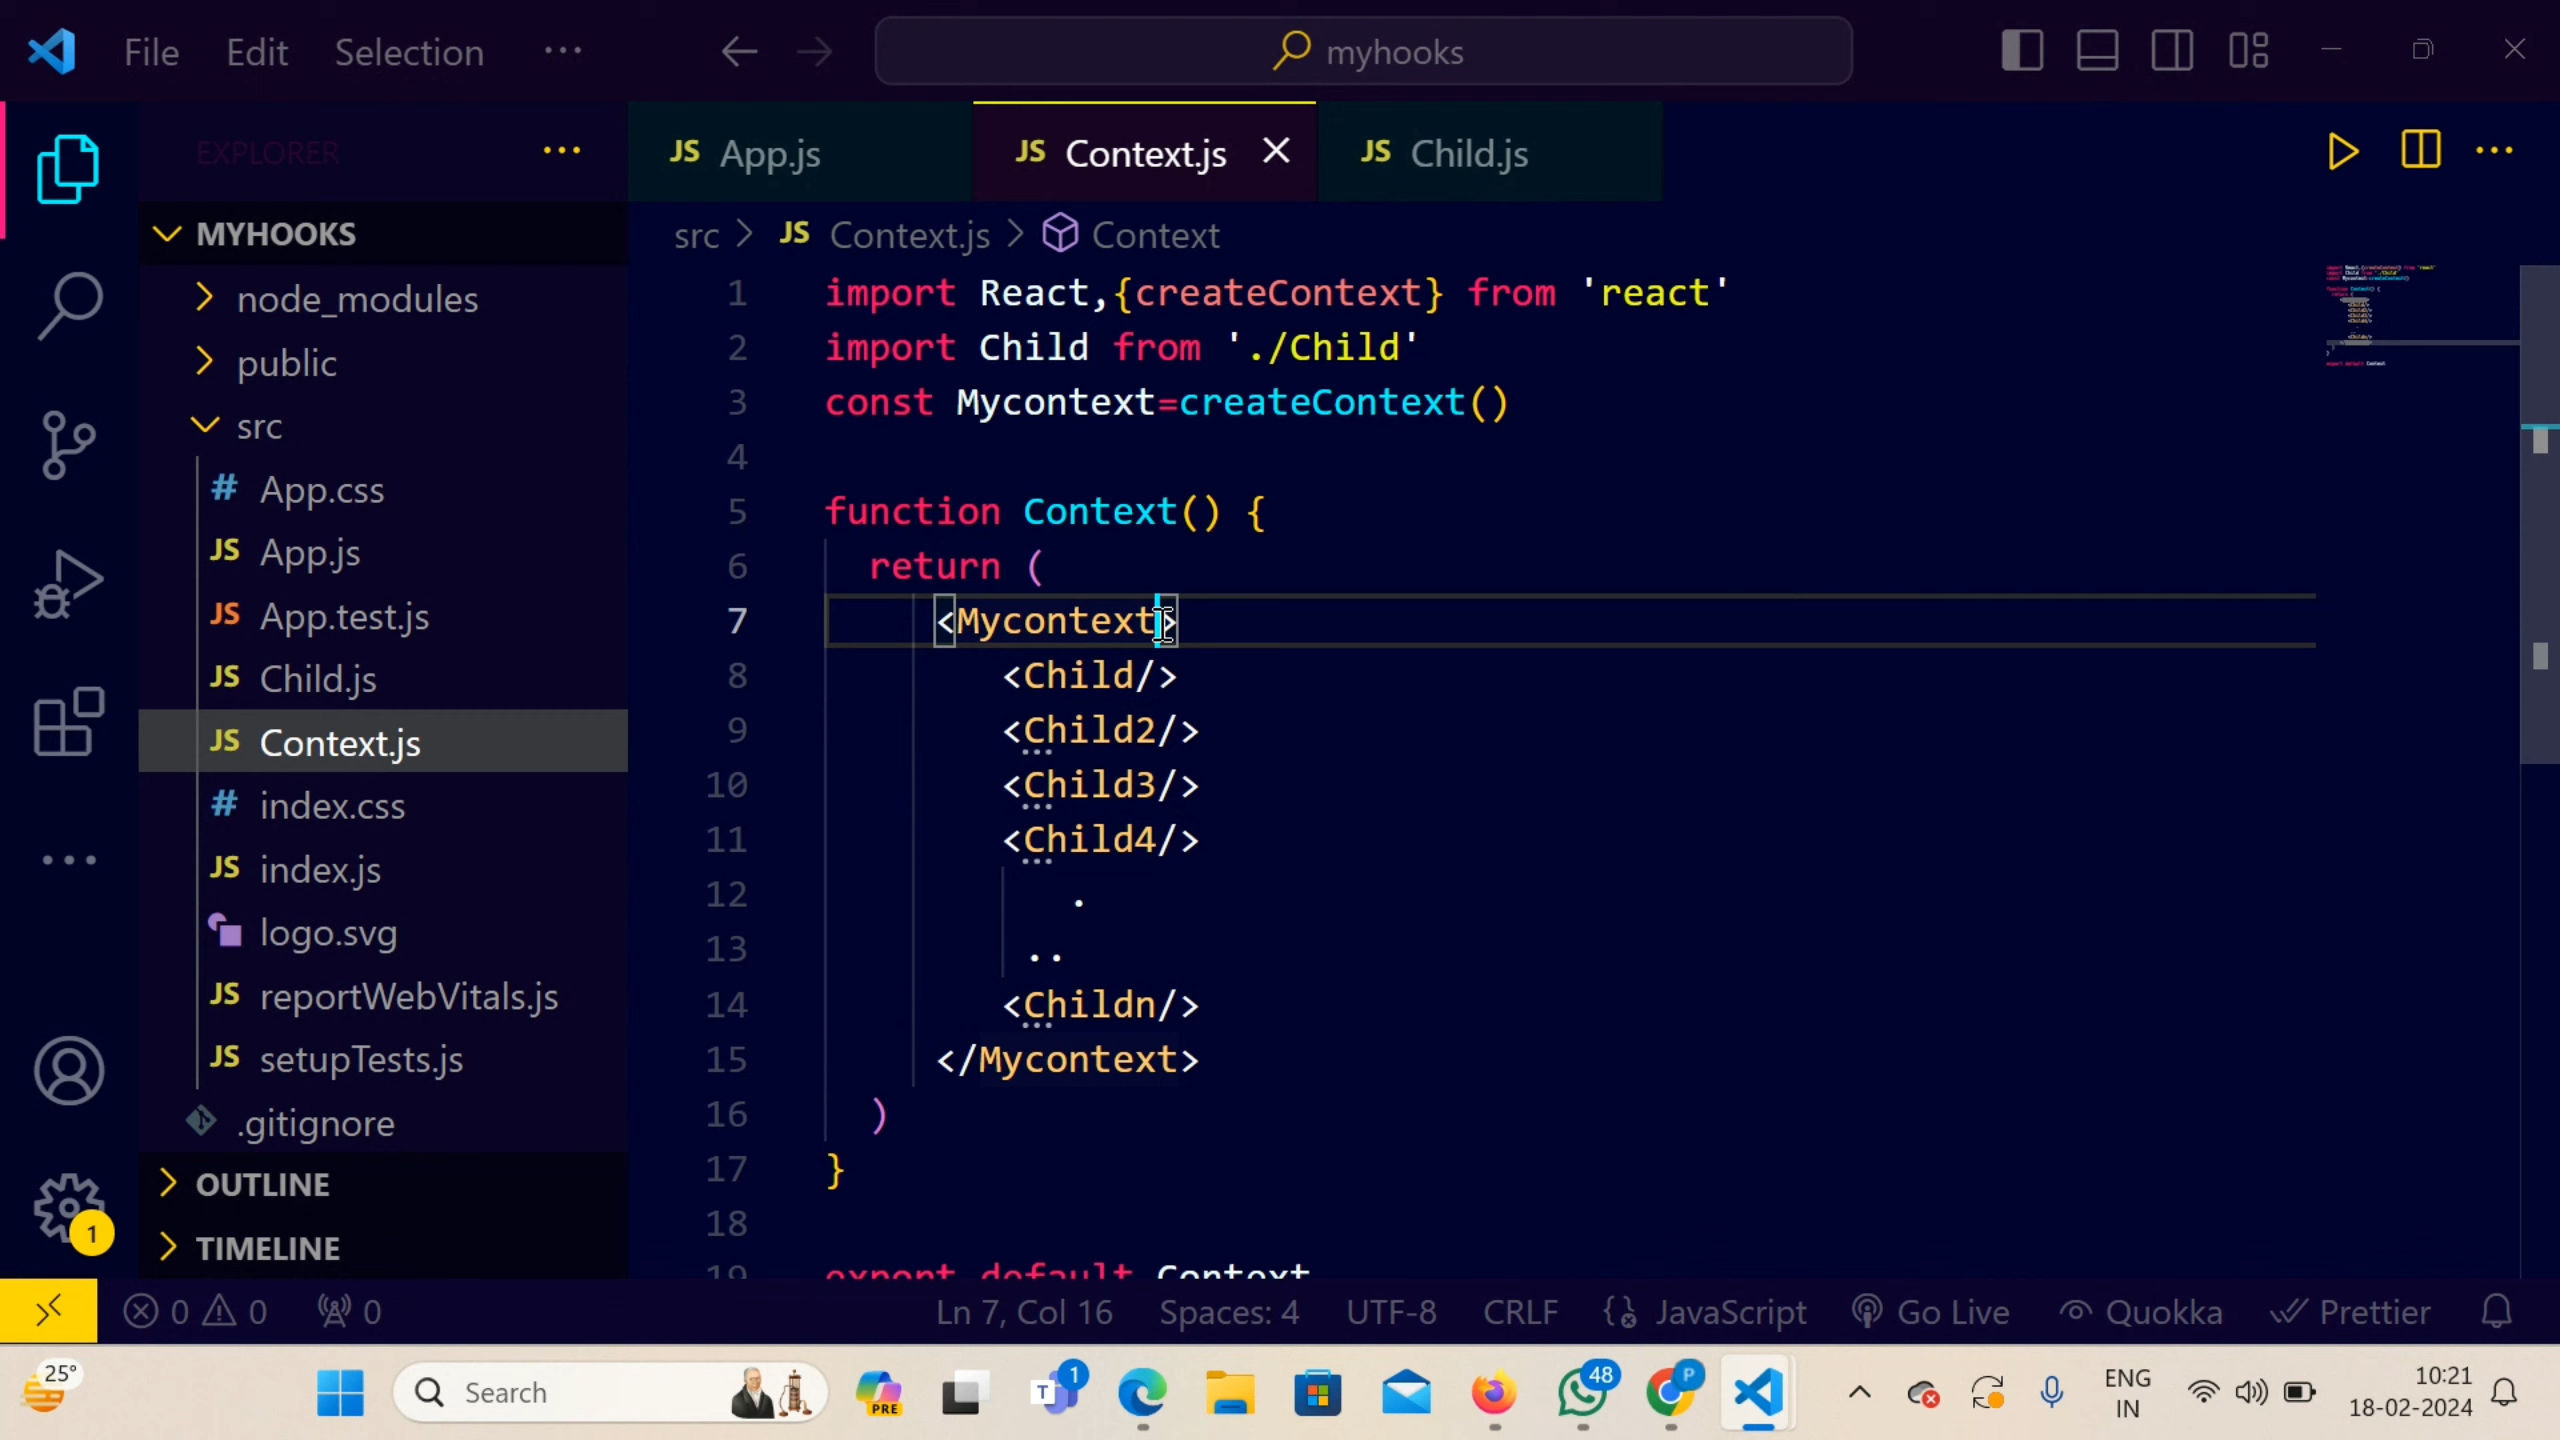 File Edit Selection ··· myhooks
EXPLORER ···
JS App.js
JS Context.js
JS Child.js
···
MYHOOKS
node_modules
public
src
# App.css
JS App.js
JS App.test.js
JS Child.js
JS Context.js
# index.css
JS index.js
logo.svg
JS reportWebVitals.js
JS setupTests.js
.gitignore
OUTLINE
TIMELINE
1
src > JS Context.js > Context
1 import React,{createContext} from 'react'
2 import Child from './Child'
3 const Mycontext=createContext()
4
5 function Context() {
6 return (
7 <Mycontext>
8 <Child/>
9 <Child2/>
10 <Child3/>
11 <Child4/>
12 .
13 ..
14 <Childn/>
15 </Mycontext>
16 )
17 }
18
19 export default Context
0 0 0 Ln 7, Col 16 Spaces: 4 UTF-8 CRLF JavaScript Go Live Quokka Prettier
25° Search PRE T 1 48 P ENG IN 10:21
18-02-2024